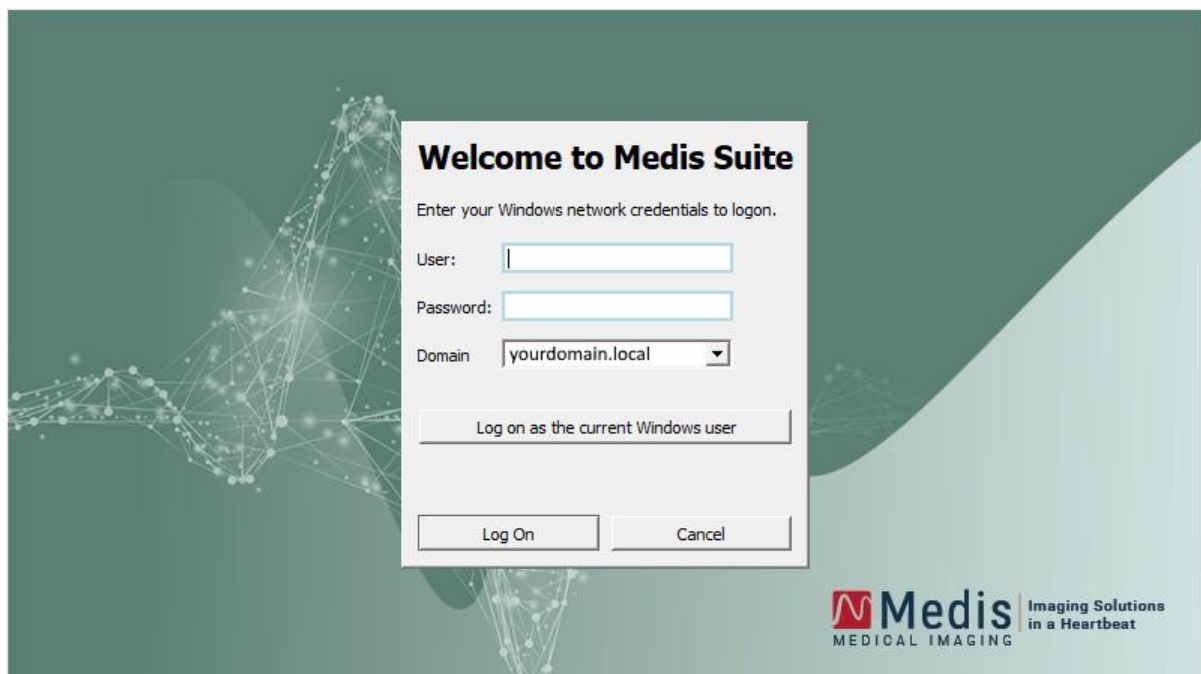 Welcome to Medis Suite
Enter your Windows network credentials to logon.
User:
Password:
Domain yourdomain.local
Log on as the current Windows user
Log On Cancel
Medis
MEDICAL IMAGING
Imaging Solutions
in a Heartbeat